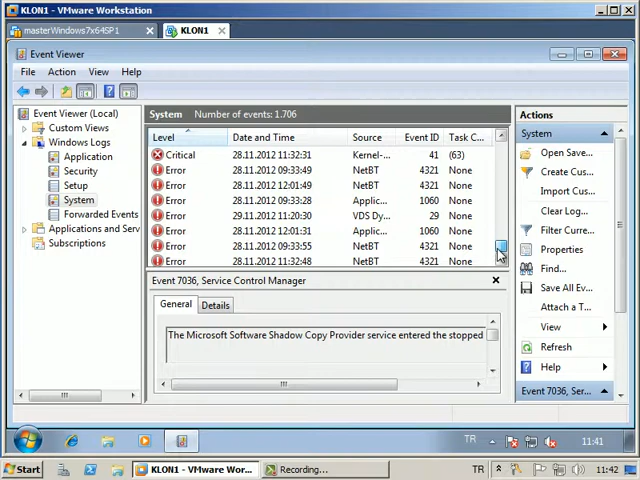 KLON1 - VMware Workstation
masterWindows7x64SP1
KLON1
Event Viewer
File Action View Help
Event Viewer (Local)
Custom Views
Windows Logs
Application
Security
Setup
System
Forwarded Events
Applications and Serv
Subscriptions
System Number of events: 1.706
Level Date and Time Source Event ID Task C...
Critical 28.11.2012 11:32:31 Kernel-... 41 (63)
Error 28.11.2012 09:33:49 NetBT 4321 None
Error 28.11.2012 12:01:49 NetBT 4321 None
Error 28.11.2012 09:33:28 Applic... 1060 None
Error 29.11.2012 11:20:30 VDS Dy... 29 None
Error 28.11.2012 12:01:31 Applic... 1060 None
Error 28.11.2012 09:33:55 NetBT 4321 None
Error 28.11.2012 11:32:48 NetBT 4321 None
Event 7036, Service Control Manager
General Details
The Microsoft Software Shadow Copy Provider service entered the stopped
Actions
System
Open Save...
Create Cus...
Import Cus...
Clear Log...
Filter Curre...
Properties
Find...
Save All Ev...
Attach a T...
View
Refresh
Help
Event 7036, Ser...
TR 11:41
Start KLON1 - VMware Wor... Recording... TR 11:42